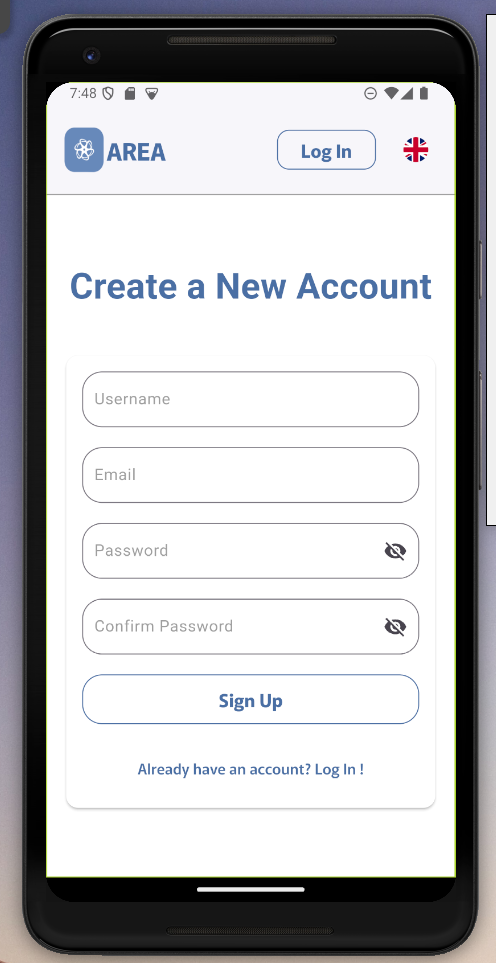 7:48
AREA
Log In
Create a New Account
Username
Email
Password
Confirm Password
Sign Up
Already have an account? Log In !